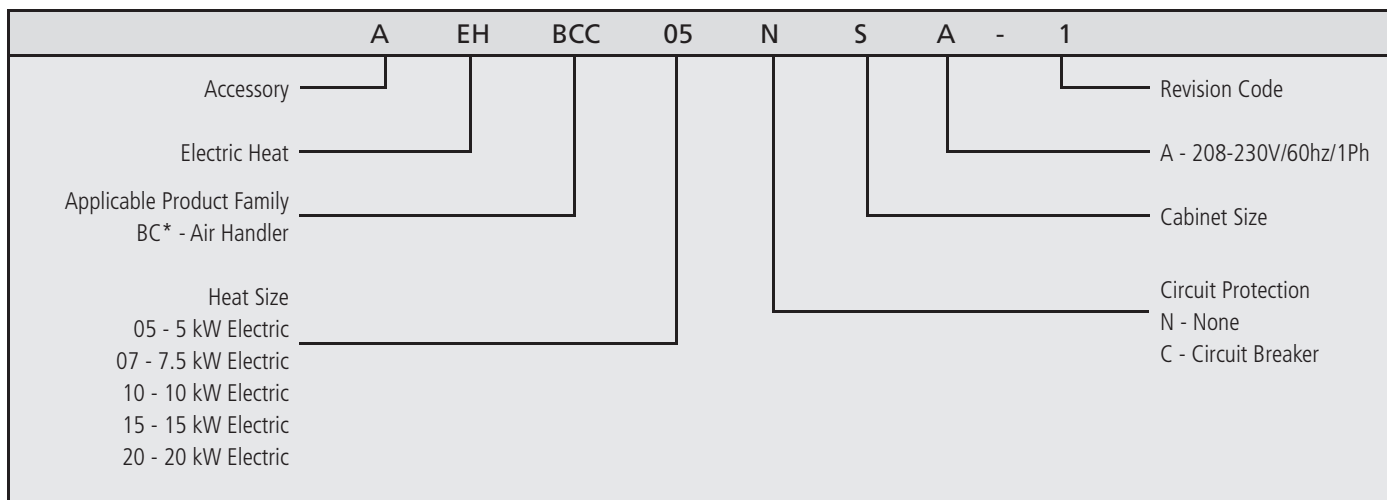 A EH BCC 05 N S A - 1
Accessory
Electric Heat
Applicable Product Family
BC* - Air Handler
Heat Size
05 - 5 kW Electric
07 - 7.5 kW Electric
10 - 10 kW Electric
15 - 15 kW Electric
20 - 20 kW Electric
Revision Code
A - 208-230V/60hz/1Ph
Cabinet Size
Circuit Protection
N - None
C - Circuit Breaker